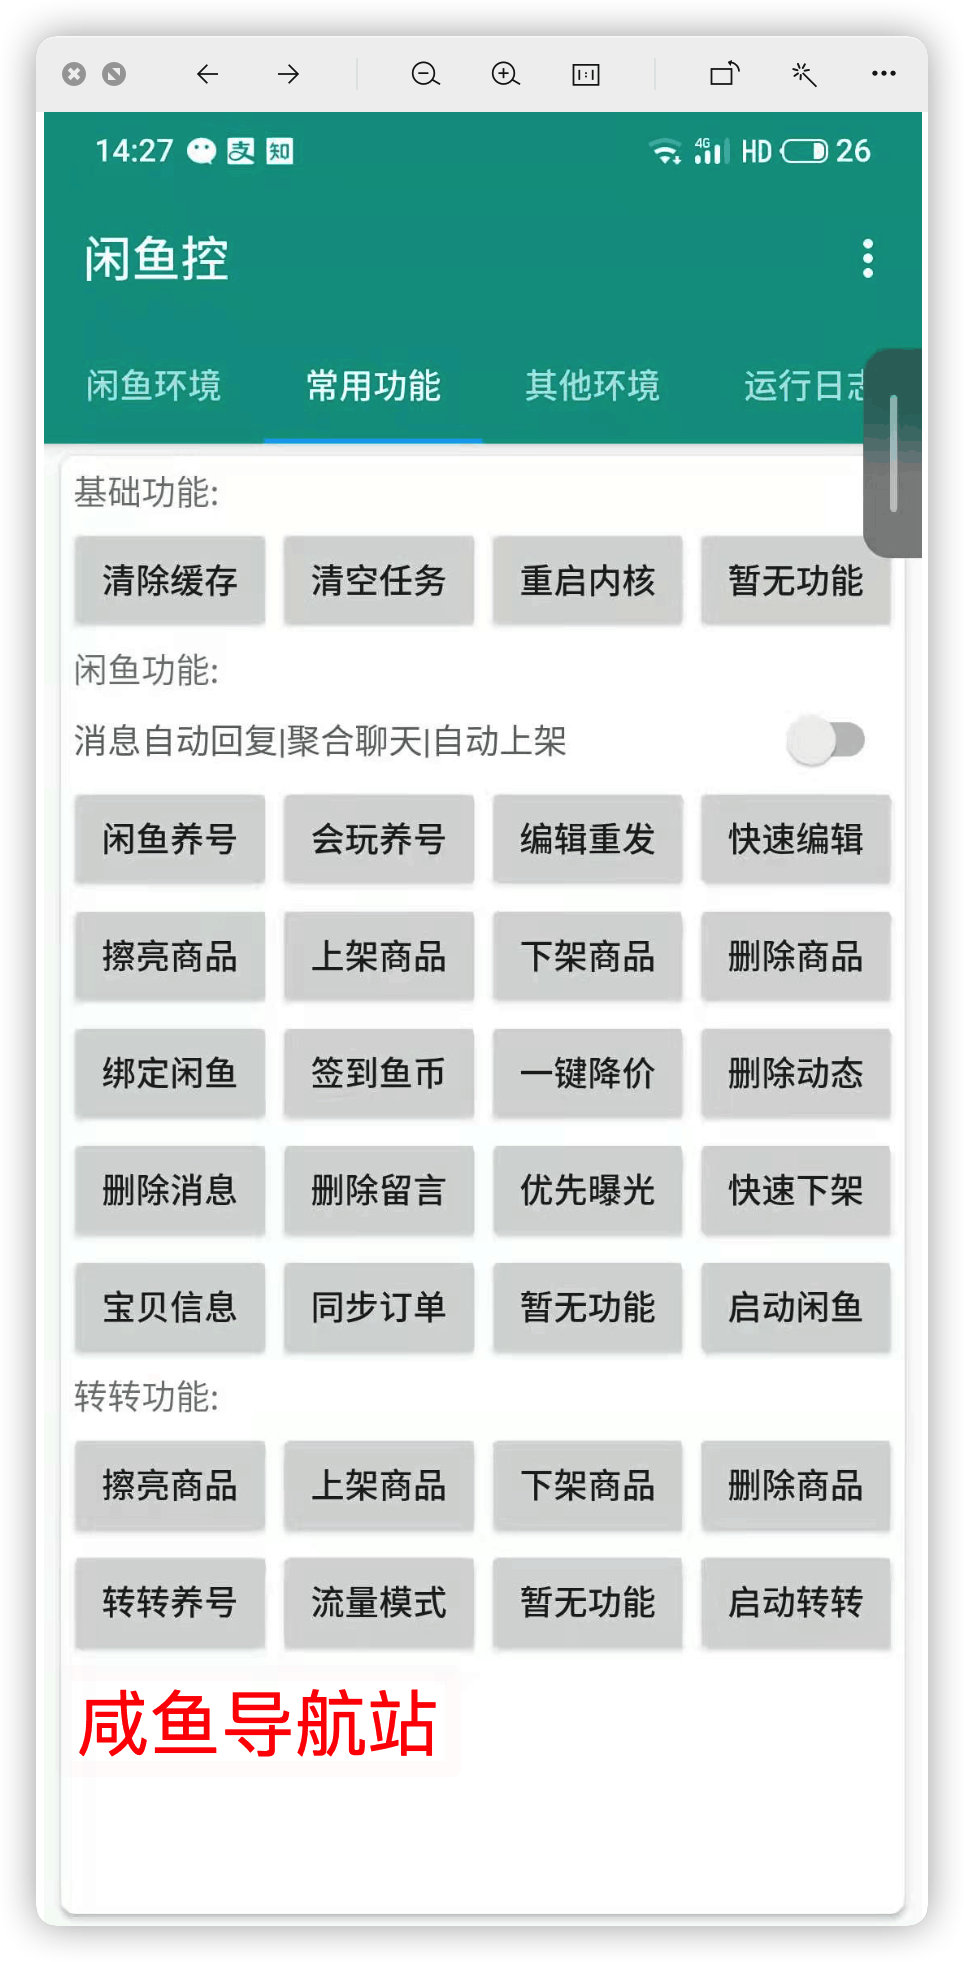 14:27 支 知 4G HD 26
闲鱼控
闲鱼环境 常用功能 其他环境 运行日志
基础功能:
清除缓存 清空任务 重启内核 暂无功能
闲鱼功能:
消息自动回复|聚合聊天|自动上架
闲鱼养号 会玩养号 编辑重发 快速编辑
擦亮商品 上架商品 下架商品 删除商品
绑定闲鱼 签到鱼币 一键降价 删除动态
删除消息 删除留言 优先曝光 快速下架
宝贝信息 同步订单 暂无功能 启动闲鱼
转转功能:
擦亮商品 上架商品 下架商品 删除商品
转转养号 流量模式 暂无功能 启动转转
咸鱼导航站